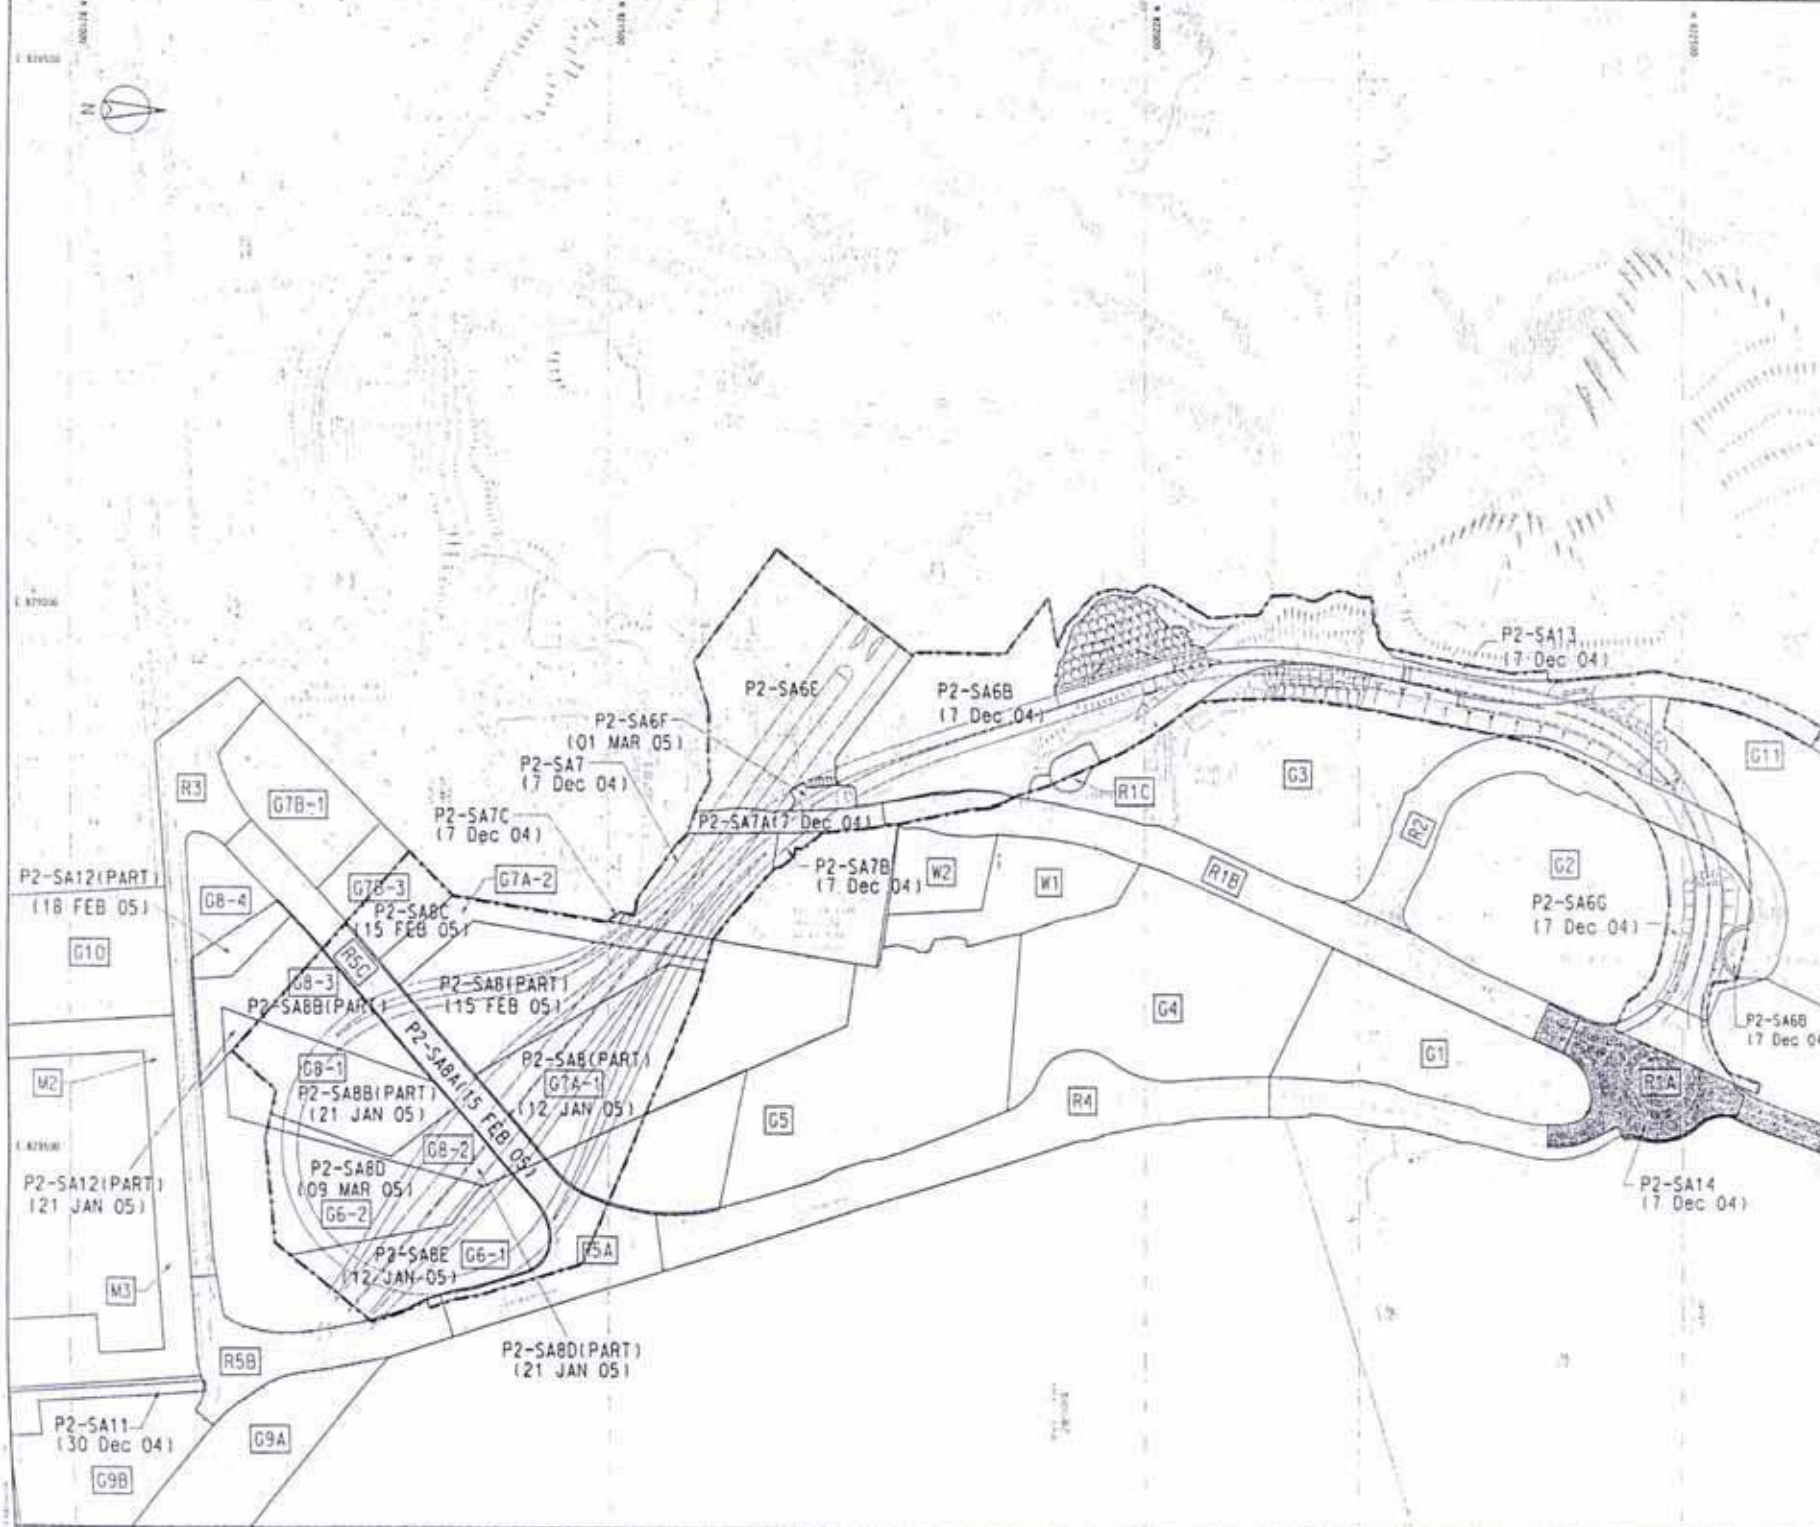 N
P2-SA13
(7 Dec 04)
P2-SA6E
P2-SA6B
(7 Dec 04)
P2-SA6F
(01 MAR 05)
P2-SA7
(7 Dec 04)
G11
G3
R1C
R3
G7B-1
P2-SA7C
(7 Dec 04)
P2-SA7A(7 Dec 04)
R2
P2-SA7B
(7 Dec 04)
W2
W1
R1B
G2
P2-SA12(PART)
(18 FEB 05)
G8-4
G7B-3
G7A-2
P2-SA8C
(15 FEB 05)
P2-SA6G
(7 Dec 04)
G10
R5C
G8-3
P2-SA8B(PART)
P2-SA8(PART)
(15 FEB 05)
G4
P2-SA6B
(7 Dec 04
G1
M2
G8-1
P2-SA8A(15 FEB 05)
P2-SA8(PART)
G7A-1
(12 JAN 05)
P2-SA8B(PART)
(21 JAN 05)
R1A
R4
G5
G8-2
P2-SA8D
(09 MAR 05)
P2-SA12(PART)
(21 JAN 05)
G6-2
P2-SA14
(7 Dec 04)
P2-SA8E
(12 JAN 05)
G6-1
R5A
M3
R5B
P2-SA8D(PART)
(21 JAN 05)
P2-SA11
(30 Dec 04)
G9A
G9B